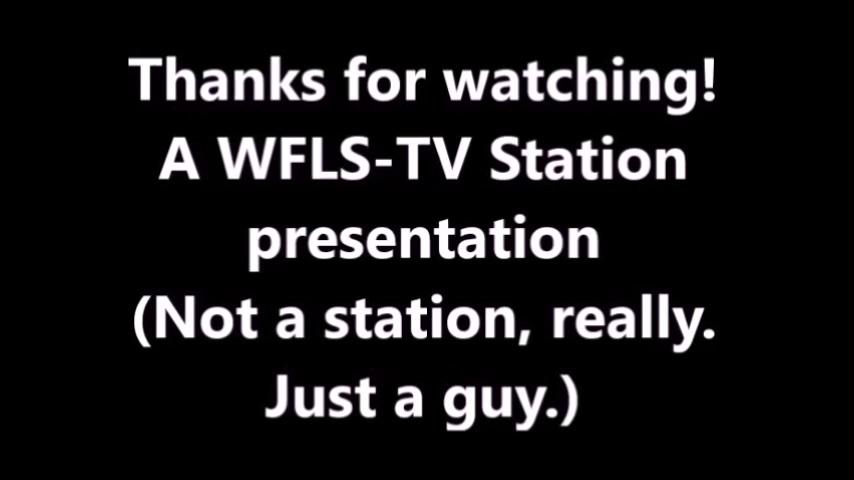 Thanks for watching!
A WFLS-TV Station
presentation
(Not a station, really.
Just a guy.)